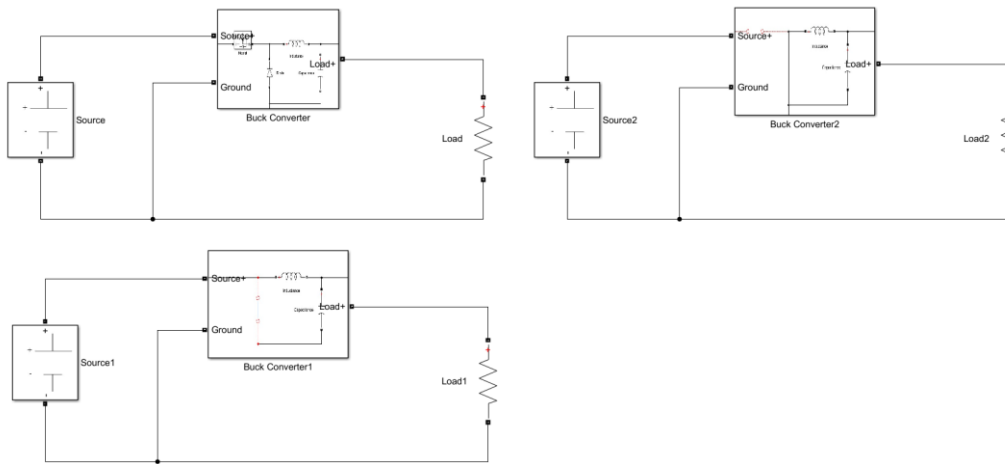 Source+
Load+
Ground
Buck Converter
Source
Load
Source+
Load+
Ground
Buck Converter2
Source2
Load2
Source+
Load+
Ground
Buck Converter1
Source1
Load1